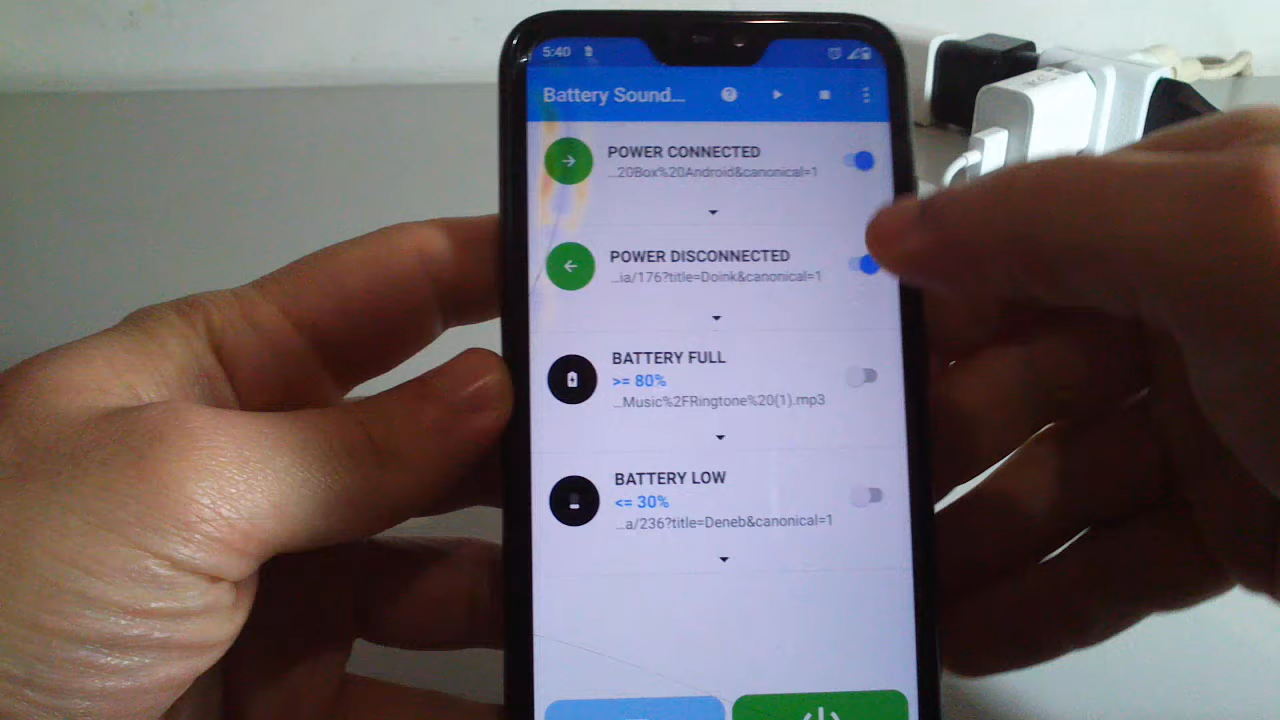 5:40
Battery Sound...
POWER CONNECTED
...20Box%20Android&canonical=1
POWER DISCONNECTED
...ia/176?title=Doink&canonical=1
BATTERY FULL
>= 80%
...Music%2FRingtone%20(1).mp3
BATTERY LOW
<= 30%
...a/236?title=Deneb&canonical=1